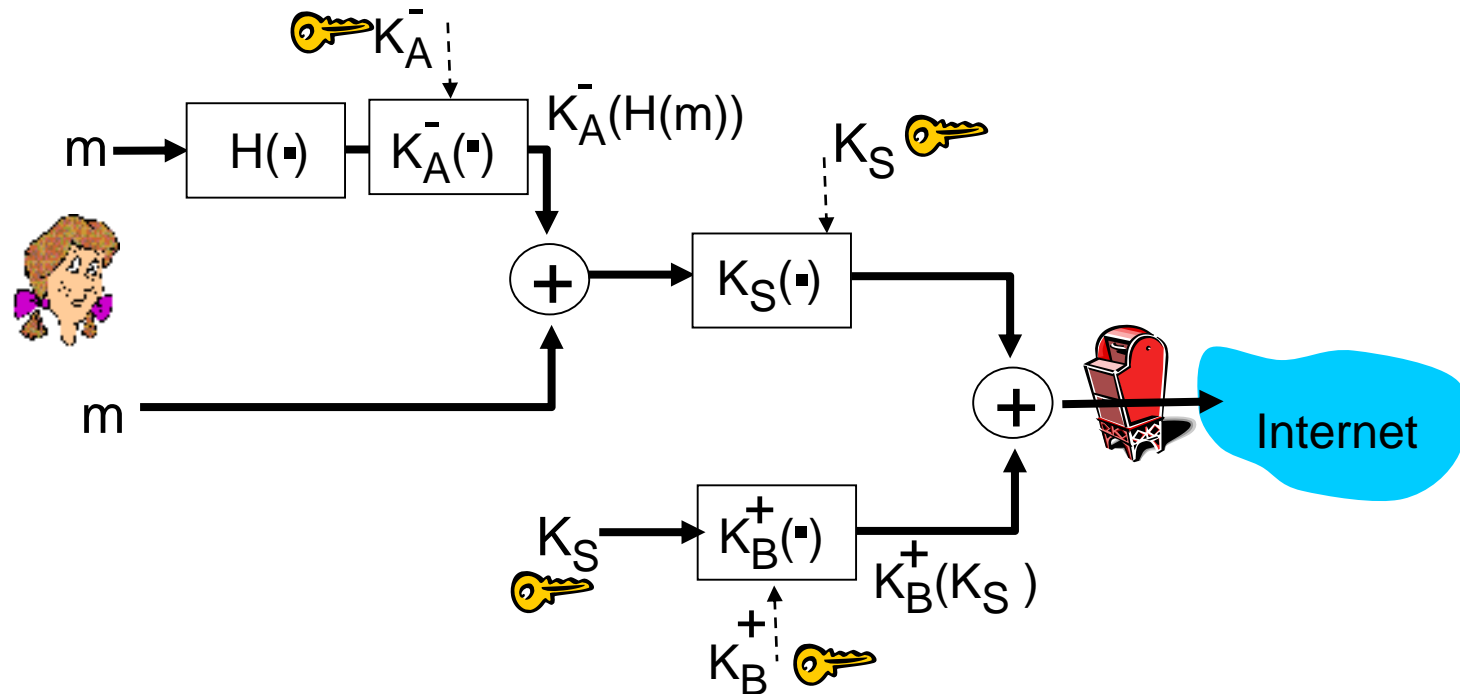 K_A^-
m
H(▪)
K_A^-(▪)
K_A^-(H(m))
K_S
+
K_S(▪)
m
+
Internet
K_S
K_B^+(▪)
K_B^+(K_S )
K_B^+